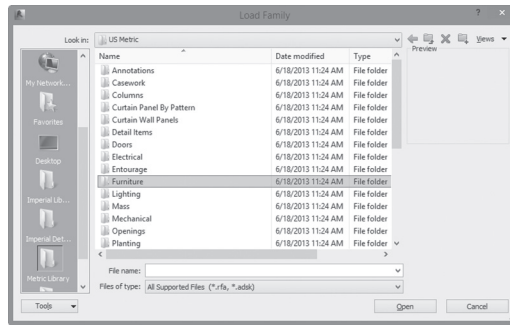 Load Family
? ×
Look in: US Metric
Views
Preview
Name Date modified Type
Annotations 6/18/2013 11:24 AM File folder
Casework 6/18/2013 11:24 AM File folder
Columns 6/18/2013 11:24 AM File folder
Curtain Panel By Pattern 6/18/2013 11:24 AM File folder
Curtain Wall Panels 6/18/2013 11:24 AM File folder
Detail Items 6/18/2013 11:24 AM File folder
Doors 6/18/2013 11:24 AM File folder
Electrical 6/18/2013 11:24 AM File folder
Entourage 6/18/2013 11:24 AM File folder
Furniture 6/18/2013 11:24 AM File folder
Lighting 6/18/2013 11:24 AM File folder
Mass 6/18/2013 11:24 AM File folder
Mechanical 6/18/2013 11:24 AM File folder
Openings 6/18/2013 11:24 AM File folder
Planting 6/18/2013 11:24 AM File folder
My Network...
Favorites
Desktop
Imperial Lib...
Imperial Det...
Metric Library
File name:
Files of type: All Supported Files (*.rfa, *.adsk)
Tools
Open
Cancel